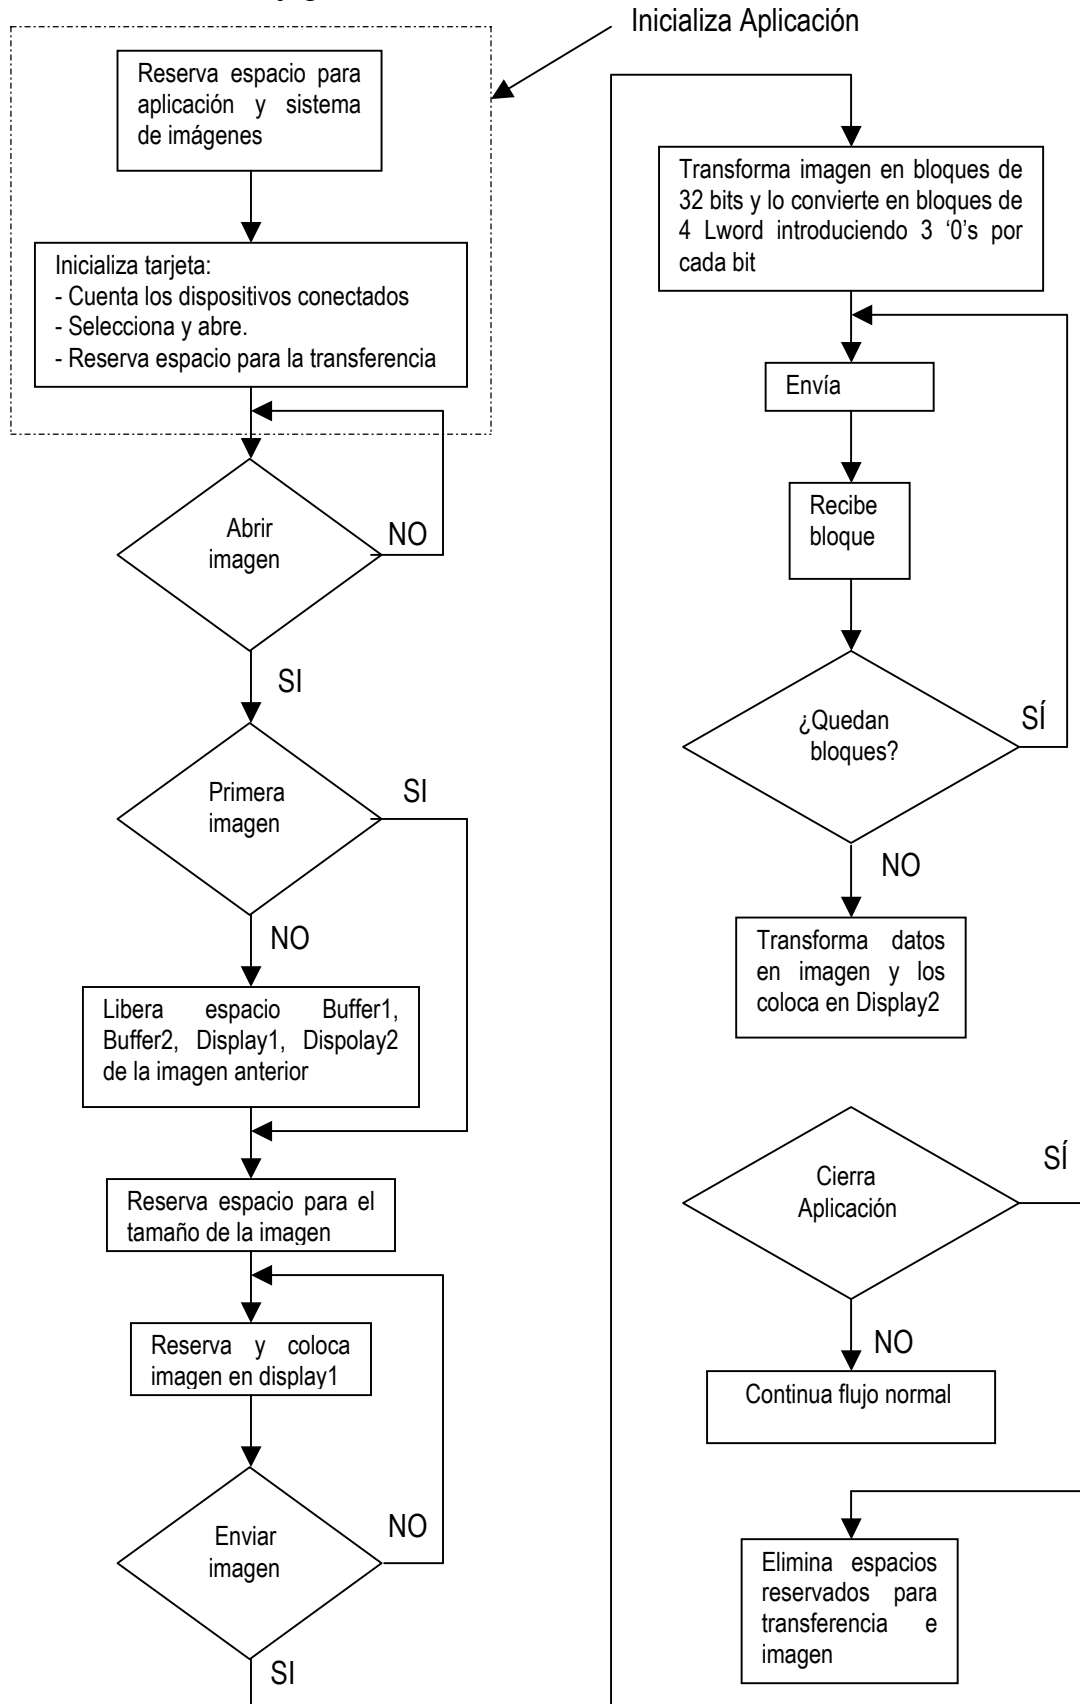 Inicializa Aplicación
Reserva espacio para
aplicación y sistema
de imágenes
Inicializa tarjeta:
- Cuenta los dispositivos conectados
- Selecciona y abre.
- Reserva espacio para la transferencia
Abrir
imagen
NO
SI
Primera
imagen
SI
NO
Libera espacio Buffer1,
Buffer2, Display1, Dispolay2
de la imagen anterior
Reserva espacio para el
tamaño de la imagen
Reserva y coloca
imagen en display1
Enviar
imagen
NO
SI
Transforma imagen en bloques de
32 bits y lo convierte en bloques de
4 Lword introduciendo 3 ‘0’s por
cada bit
Envía
Recibe
bloque
¿Quedan
bloques?
SÍ
NO
Transforma datos
en imagen y los
coloca en Display2
Cierra
Aplicación
SÍ
NO
Continua flujo normal
Elimina espacios
reservados para
transferencia e
imagen